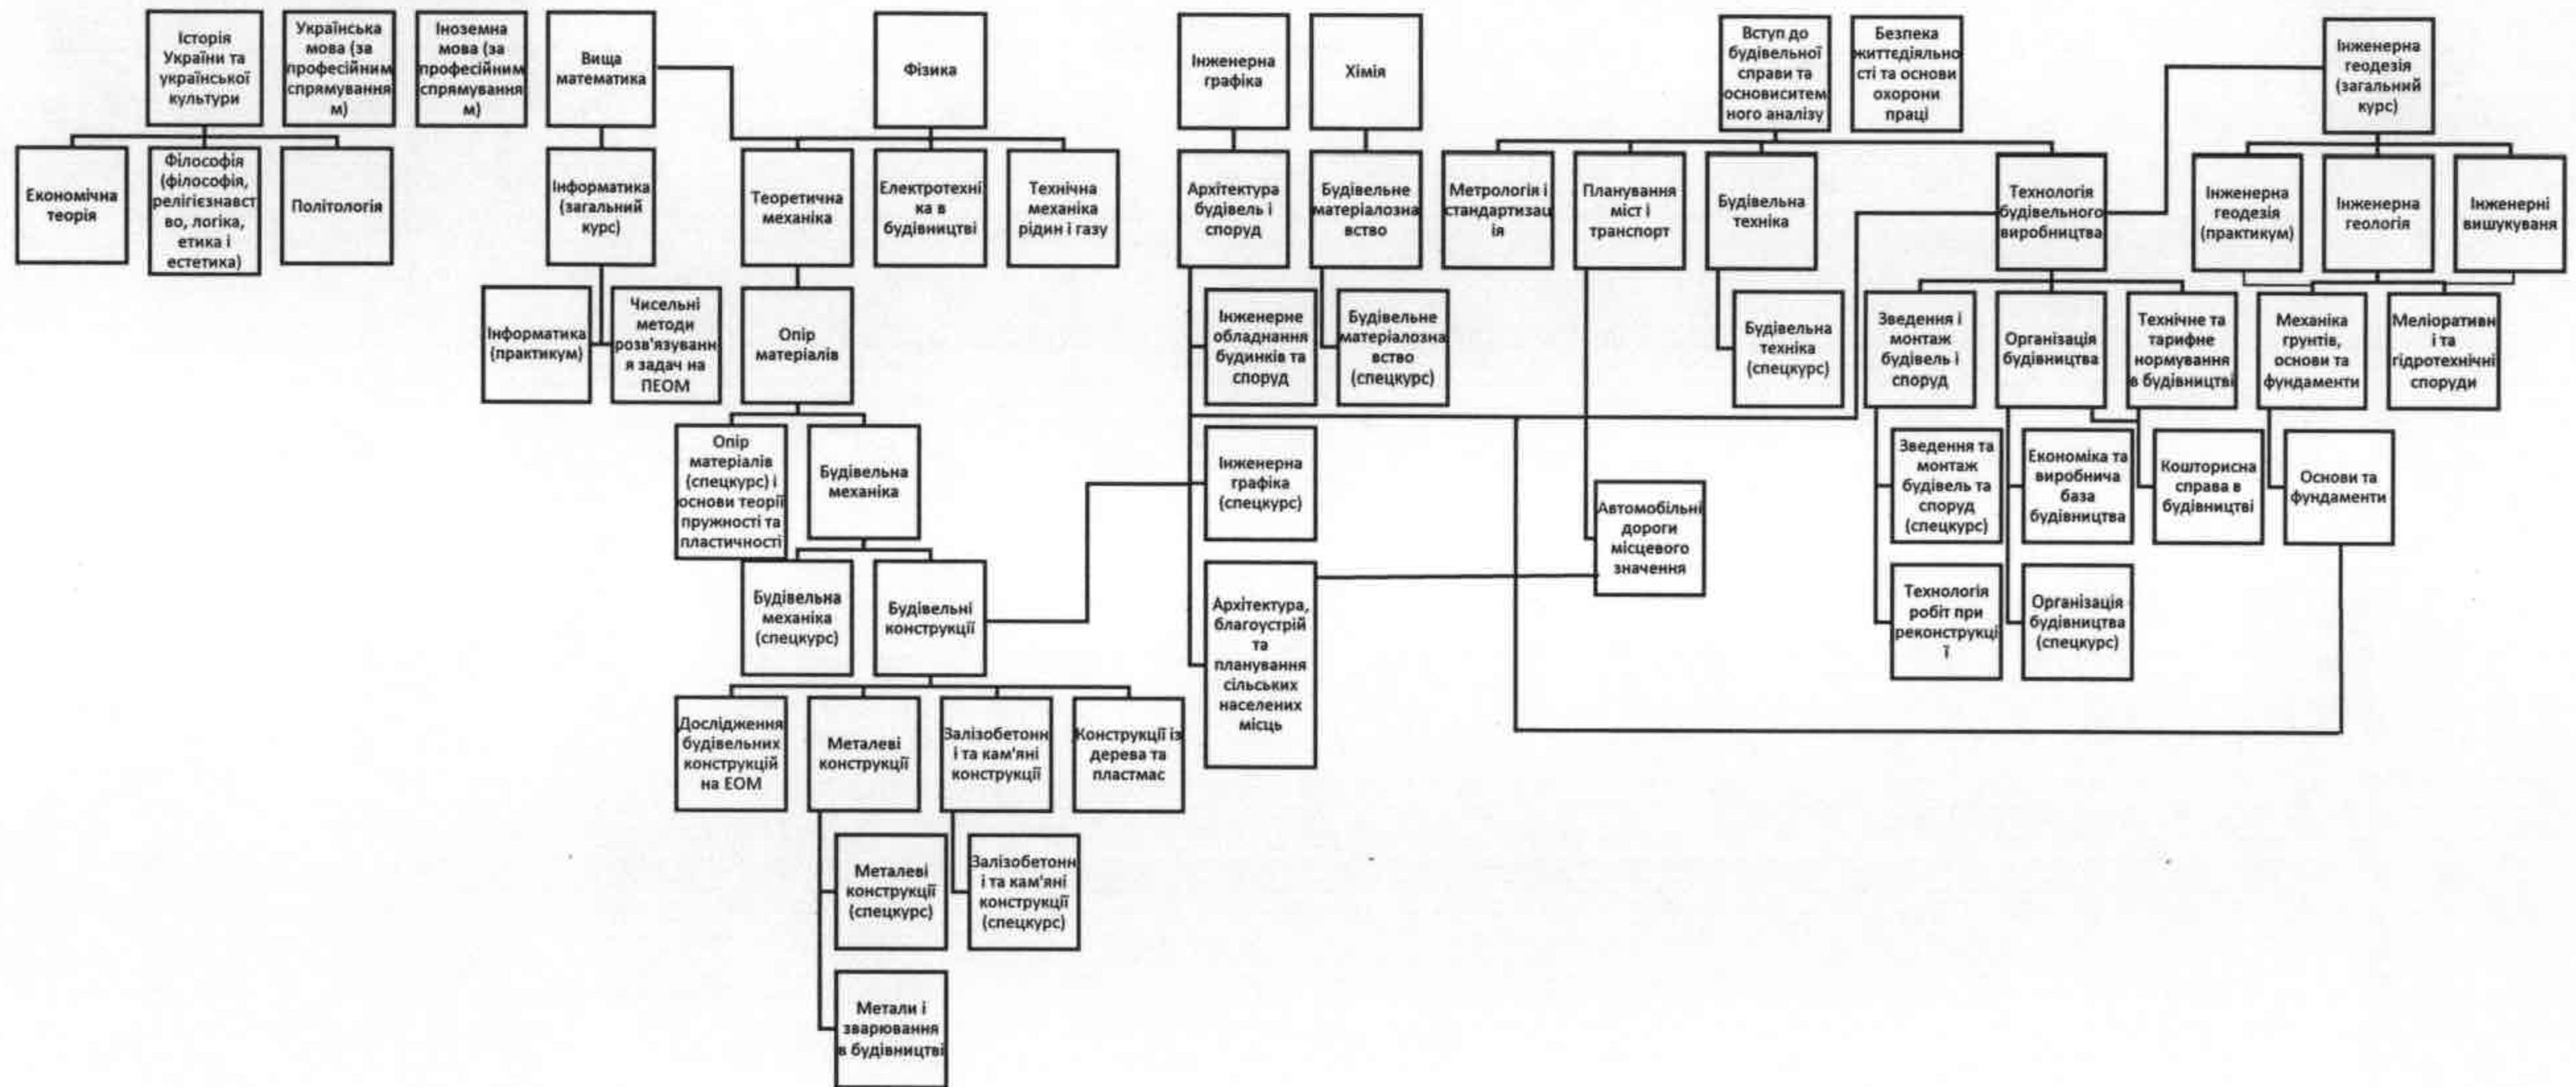 Історія
України та
української
культури
Українська
мова (за
професійним
спрямуванням
м)
Іноземна
мова (за
професійним
спрямуванням
м)
Вища
математика
Фізика
Інженерна
графіка
Хімія
Вступ до
будівельної
справи та
основиситем
ного аналізу
Безпека
життєдіяльно
сті та основи
охорони
праці
Інженерна
геодезія
(загальний
курс)
Економічна
теорія
Філософія
(філософія,
релігієзнавст
во, логіка,
етика і
естетика)
Політологія
Інформатика
(загальний
курс)
Теоретична
механіка
Електротехні
ка в
будівництві
Технічна
механіка
рідин і газу
Архітектура
будівель і
споруд
Будівельне
матеріалозна
вство
Метрологія і
стандартизац
ія
Планування
міст і
транспорт
Будівельна
техніка
Технологія
будівельного
виробництва
Інженерна
геодезія
(практикум)
Інженерна
геологія
Інженерні
вишукуваня
Інформатика
(практикум)
Чисельні
методи
розв'язуванн
я задач на
ПЕОМ
Опір
матеріалів
Інженерне
обладнання
будинків та
споруд
Будівельне
матеріалозна
вство
(спецкурс)
Будівельна
техніка
(спецкурс)
Зведення і
монтаж
будівель і
споруд
Організація
будівництва
Технічне та
тарифне
нормування
в будівництві
Механіка
грунтів,
основи та
фундаменти
Меліоративн
і та
гідротехнічні
споруди
Опір
матеріалів
(спецкурс) і
основи теорії
пружності та
пластичності
Будівельна
механіка
Інженерна
графіка
(спецкурс)
Автомобільні
дороги
місцевого
значення
Зведення та
монтаж
будівель та
споруд
(спецкурс)
Економіка та
виробнича
база
будівництва
Кошторисна
справа в
будівництві
Основи та
фундаменти
Будівельна
механіка
(спецкурс)
Будівельні
конструкції
Архітектура,
благоустрій
та
планування
сільських
населених
місць
Технологія
робіт при
реконструкці
ї
Організація
будівництва
(спецкурс)
Дослідження
будівельних
конструкцій
на ЕОМ
Металеві
конструкції
Залізобетонн
і та кам'яні
конструкції
Конструкції із
дерева та
пластмас
Металеві
конструкції
(спецкурс)
Залізобетонн
і та кам'яні
конструкції
(спецкурс)
Метали і
зварювання
в будівництві